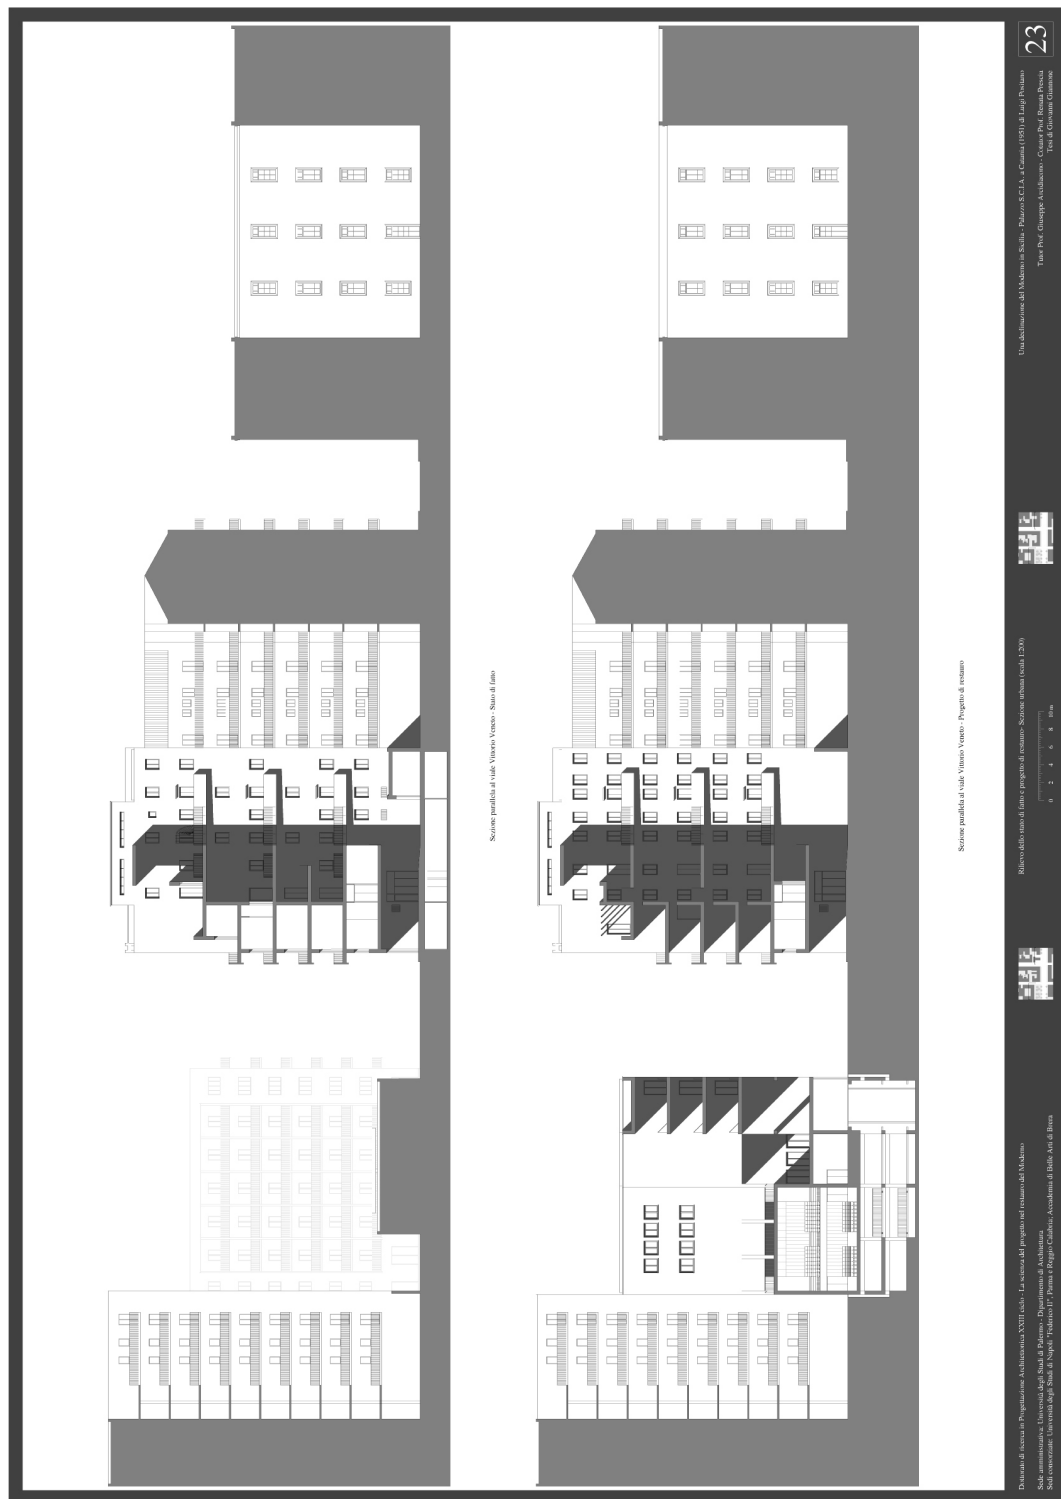 Sezione parallela al viale Vittorio Veneto - Stato di fatto
Sezione parallela al viale Vittorio Veneto - Progetto di restauro
Dottorato di ricerca in Progettazione Architettonica XXIII ciclo - La scienza del progetto nel restauro del Moderno
Sede amministrativa: Università degli Studi di Palermo - Dipartimento di Architettura
Sedi consorziate: Università degli Studi di Napoli "Federico II", Parma e Reggio Calabria; Accademia di Belle Arti di Brera
Rilievo dello stato di fatto e progetto di restauro- Sezione urbana (scala 1:200)
0 2 4 6 8 10 m
Una declinazione del Moderno in Sicilia - Palazzo S.C.I.A. a Catania (1951) di Luigi Positano
Tutor Prof. Giuseppe Arcidiacono - Cotutor Prof. Renata Prescia
Tesi di Giovanni Giannone
23